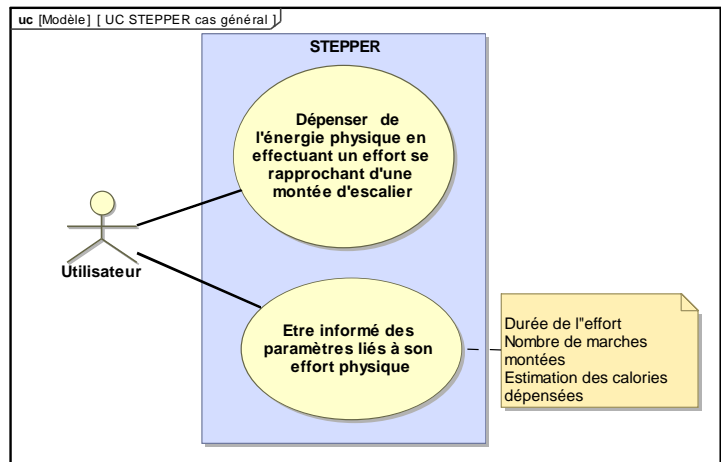 uc [Modèle] [ UC STEPPER cas général ]
STEPPER
Dépenser de
l'énergie physique en
effectuant un effort se
rapprochant d'une
montée d'escalier
Utilisateur
Etre informé des
paramètres liés à son
effort physique
Durée de l"effort
Nombre de marches
montées
Estimation des calories
dépensées